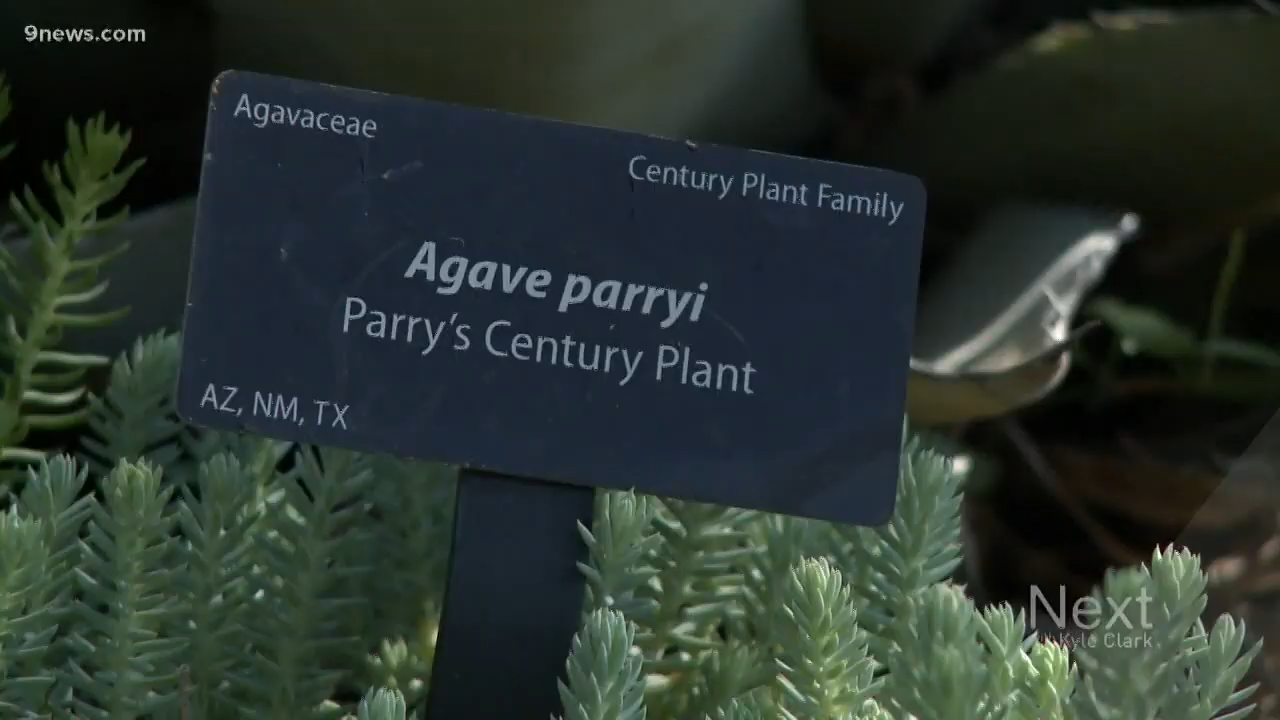 9news.com
Agavaceae
Century Plant Family
Agave parryi
Parry's Century Plant
AZ, NM, TX
Next
Kyle Clark